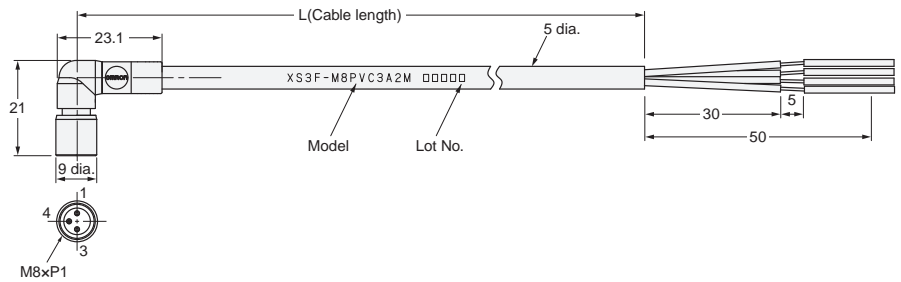 L(Cable length)
23.1
5 dia.
omron
XS3F-M8PVC3A2M □□□□□
21
5
30
50
Model
Lot No.
9 dia.
1
4
3
M8×P1